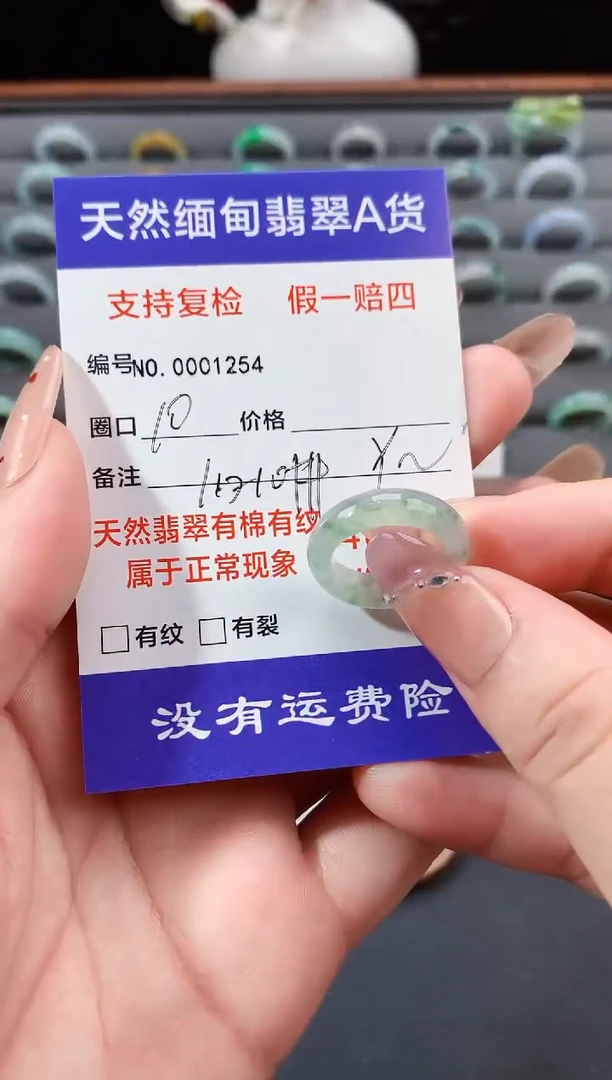 天然缅甸翡翠A货
支持复检 假一赔四
编号NO.0001254
圈口 10 价格
备注
天然翡翠有棉有纹
属于正常现象
有纹 有裂
没有运费险